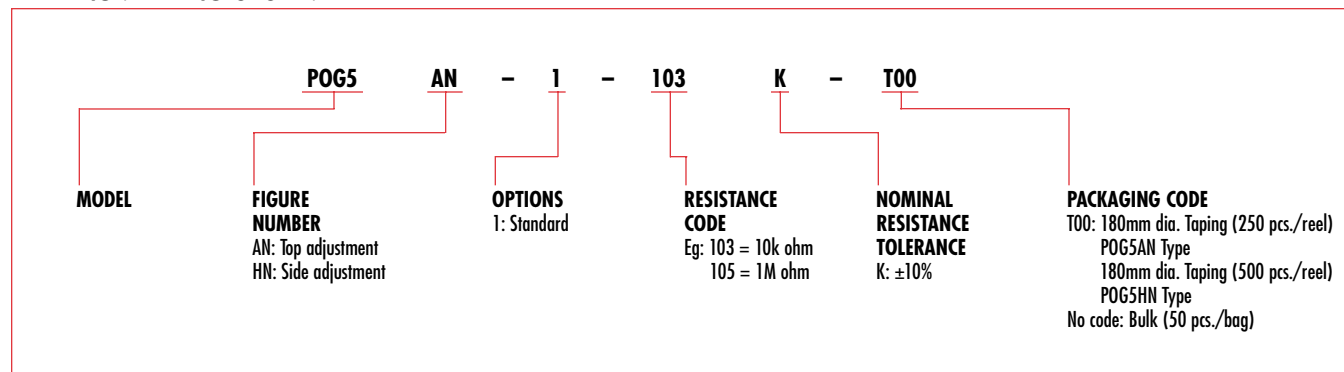 POG5 AN – 1 – 103 K – T00
MODEL
FIGURE
NUMBER
AN: Top adjustment
HN: Side adjustment
OPTIONS
1: Standard
RESISTANCE
CODE
Eg: 103 = 10k ohm
105 = 1M ohm
NOMINAL
RESISTANCE
TOLERANCE
K: ±10%
PACKAGING CODE
T00: 180mm dia. Taping (250 pcs./reel)
POG5AN Type
180mm dia. Taping (500 pcs./reel)
POG5HN Type
No code: Bulk (50 pcs./bag)